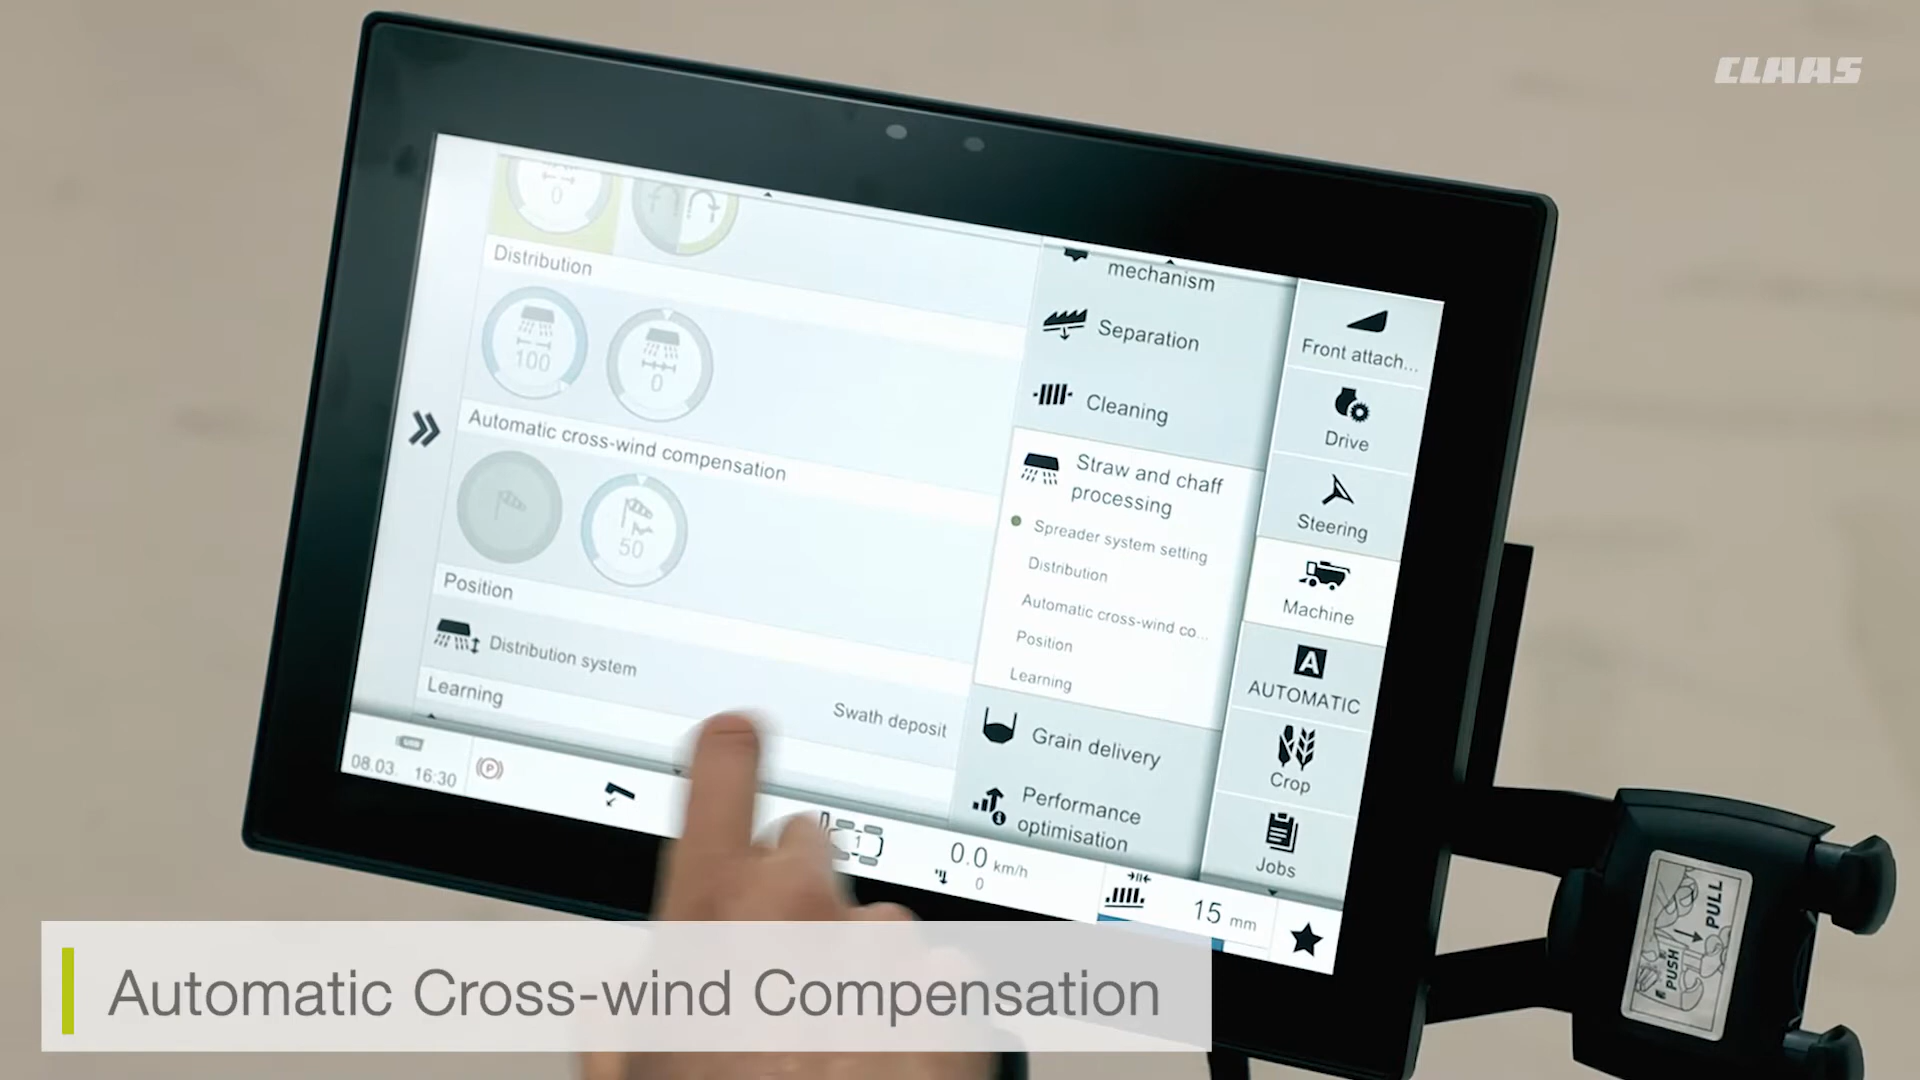 CLAAS
0
Distribution
100
0
Automatic cross-wind compensation
50
Position
Distribution system
Swath deposit
Learning
mechanism
Separation
Cleaning
Straw and chaff
processing
Spreader system setting
Distribution
Automatic cross-wind co...
Position
Learning
Grain delivery
Performance
optimisation
Front attach...
Drive
Steering
Machine
A
AUTOMATIC
Crop
Jobs
USB
08.03. 16:30
P
1
0.0 km/h
0
15 mm
PUSH
PULL
Automatic Cross-wind Compensation